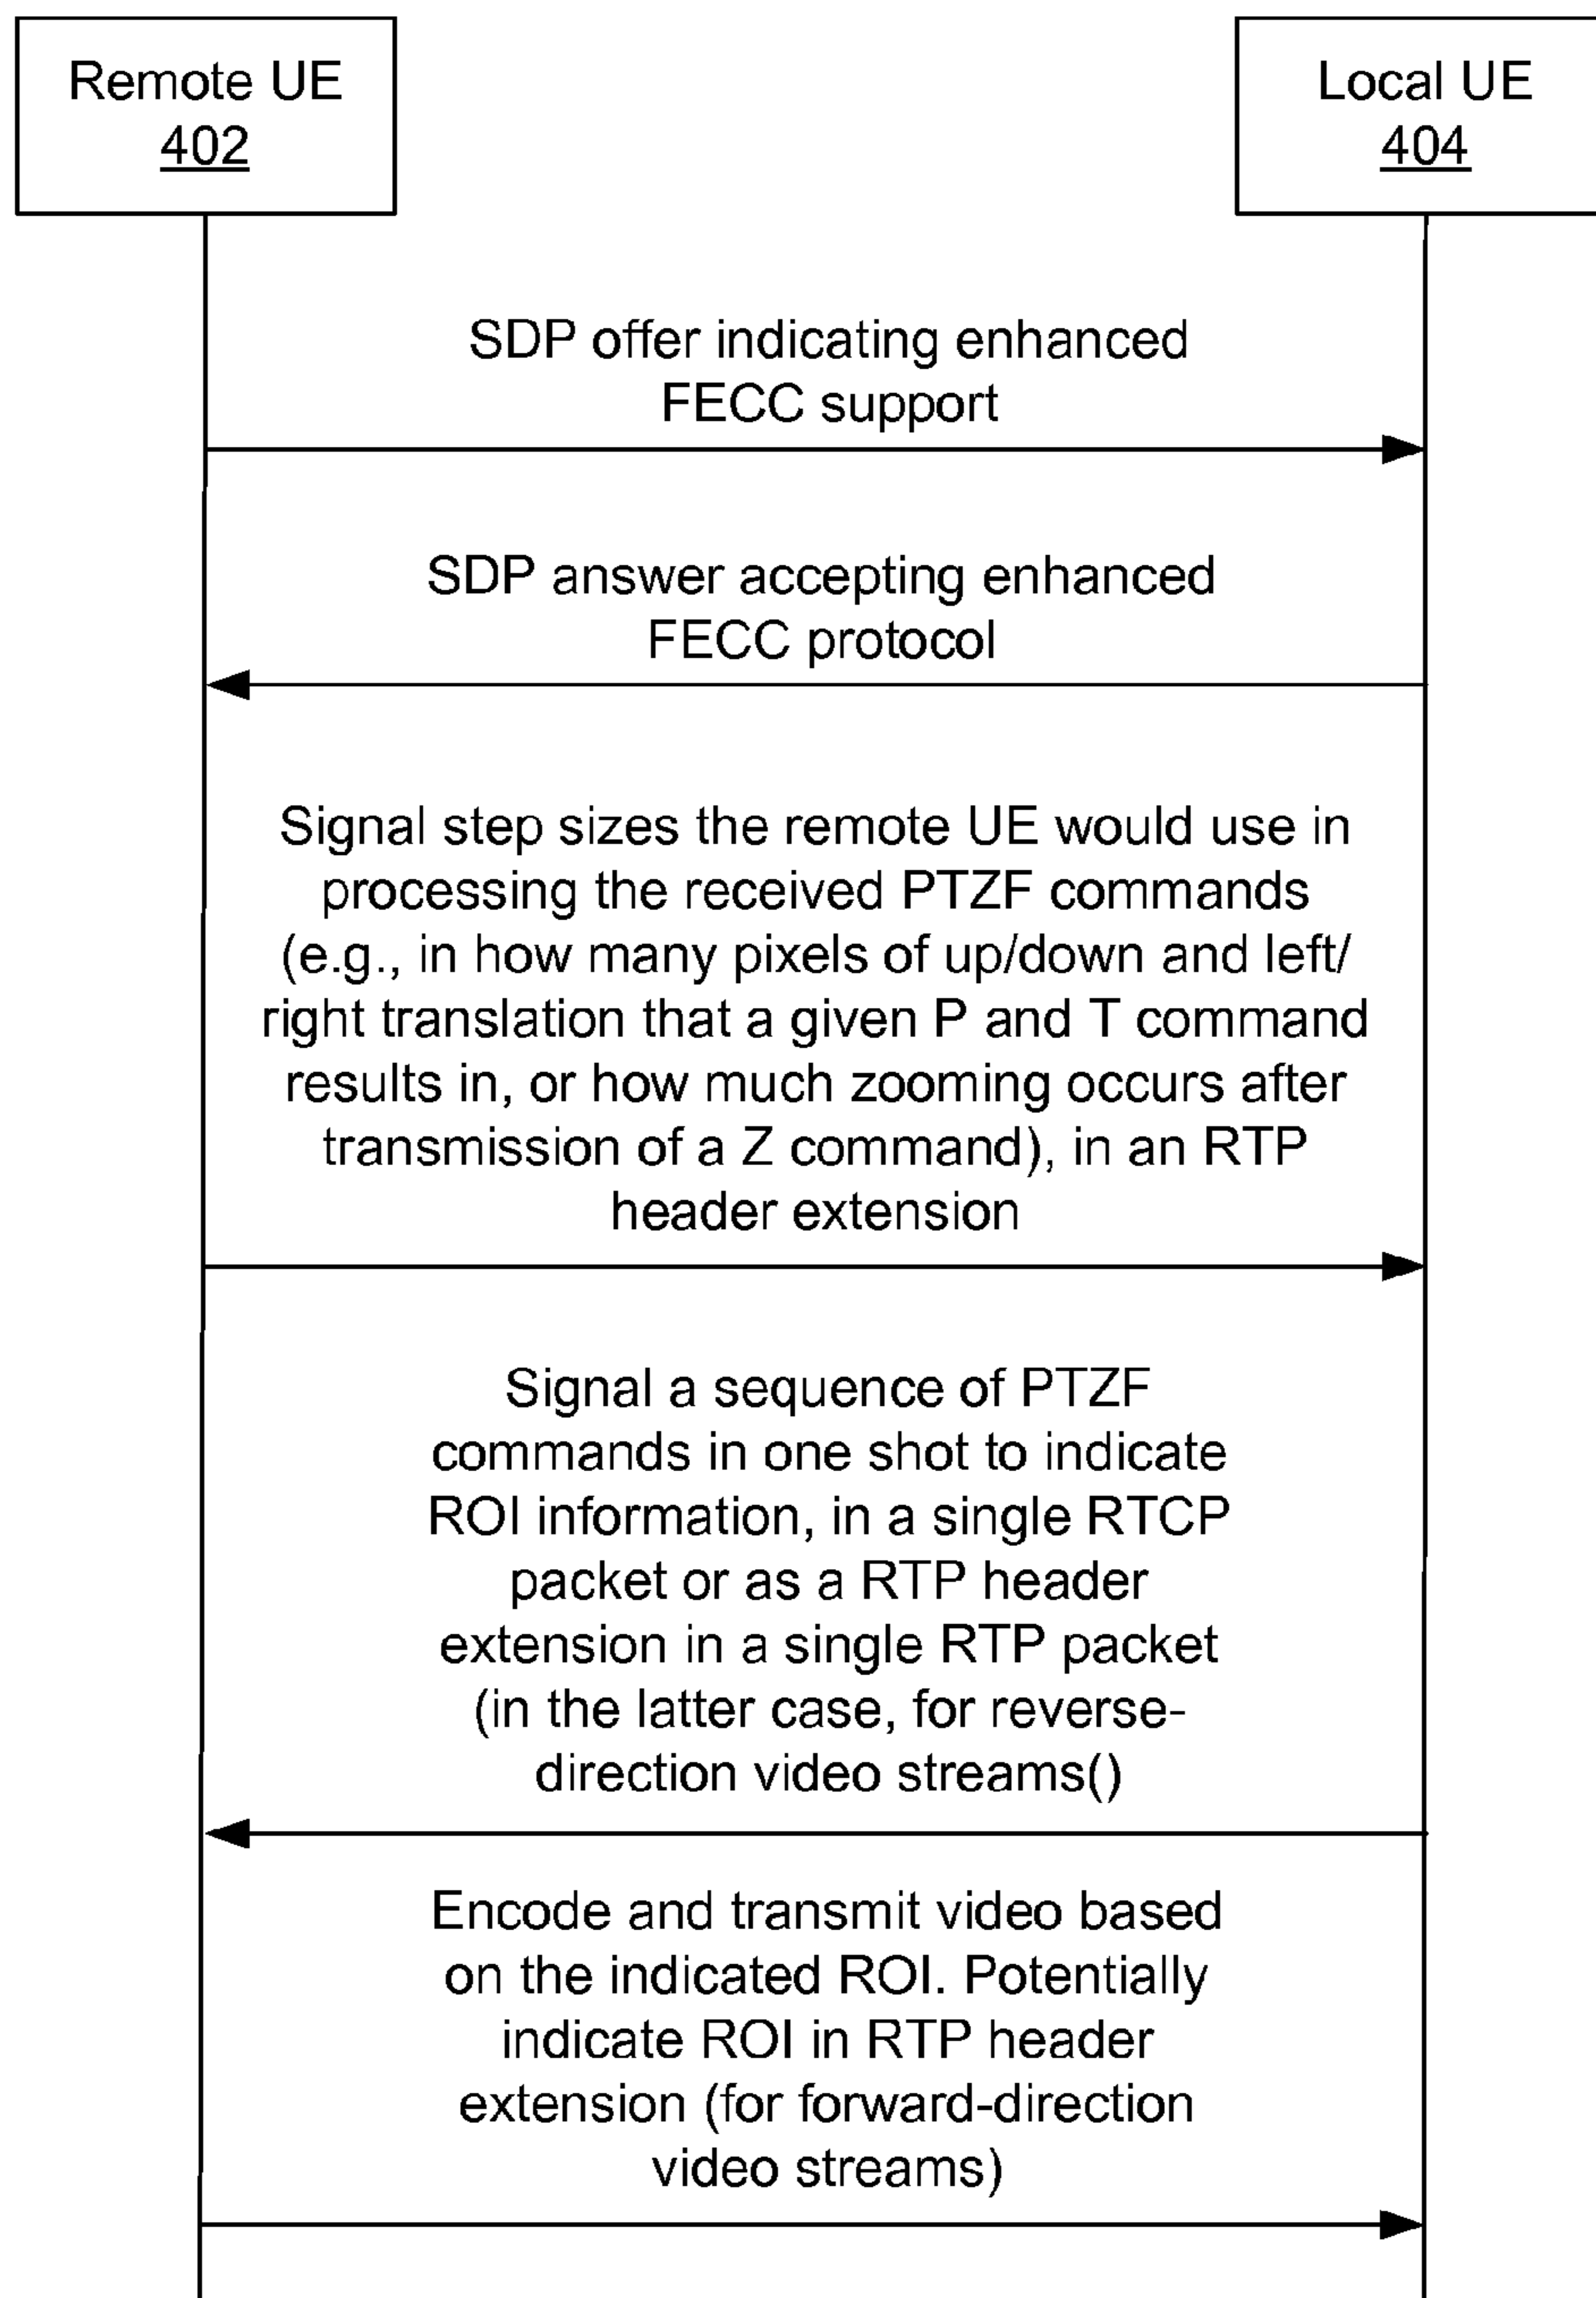 Remote UE
402
Local UE
404
SDP offer indicating enhanced
FECC support
SDP answer accepting enhanced
FECC protocol
Signal step sizes the remote UE would use in
processing the received PTZF commands
(e.g., in how many pixels of up/down and left/
right translation that a given P and T command
results in, or how much zooming occurs after
transmission of a Z command), in an RTP
header extension
Signal a sequence of PTZF
commands in one shot to indicate
ROI information, in a single RTCP
packet or as a RTP header
extension in a single RTP packet
(in the latter case, for reverse-
direction video streams()
Encode and transmit video based
on the indicated ROI. Potentially
indicate ROI in RTP header
extension (for forward-direction
video streams)